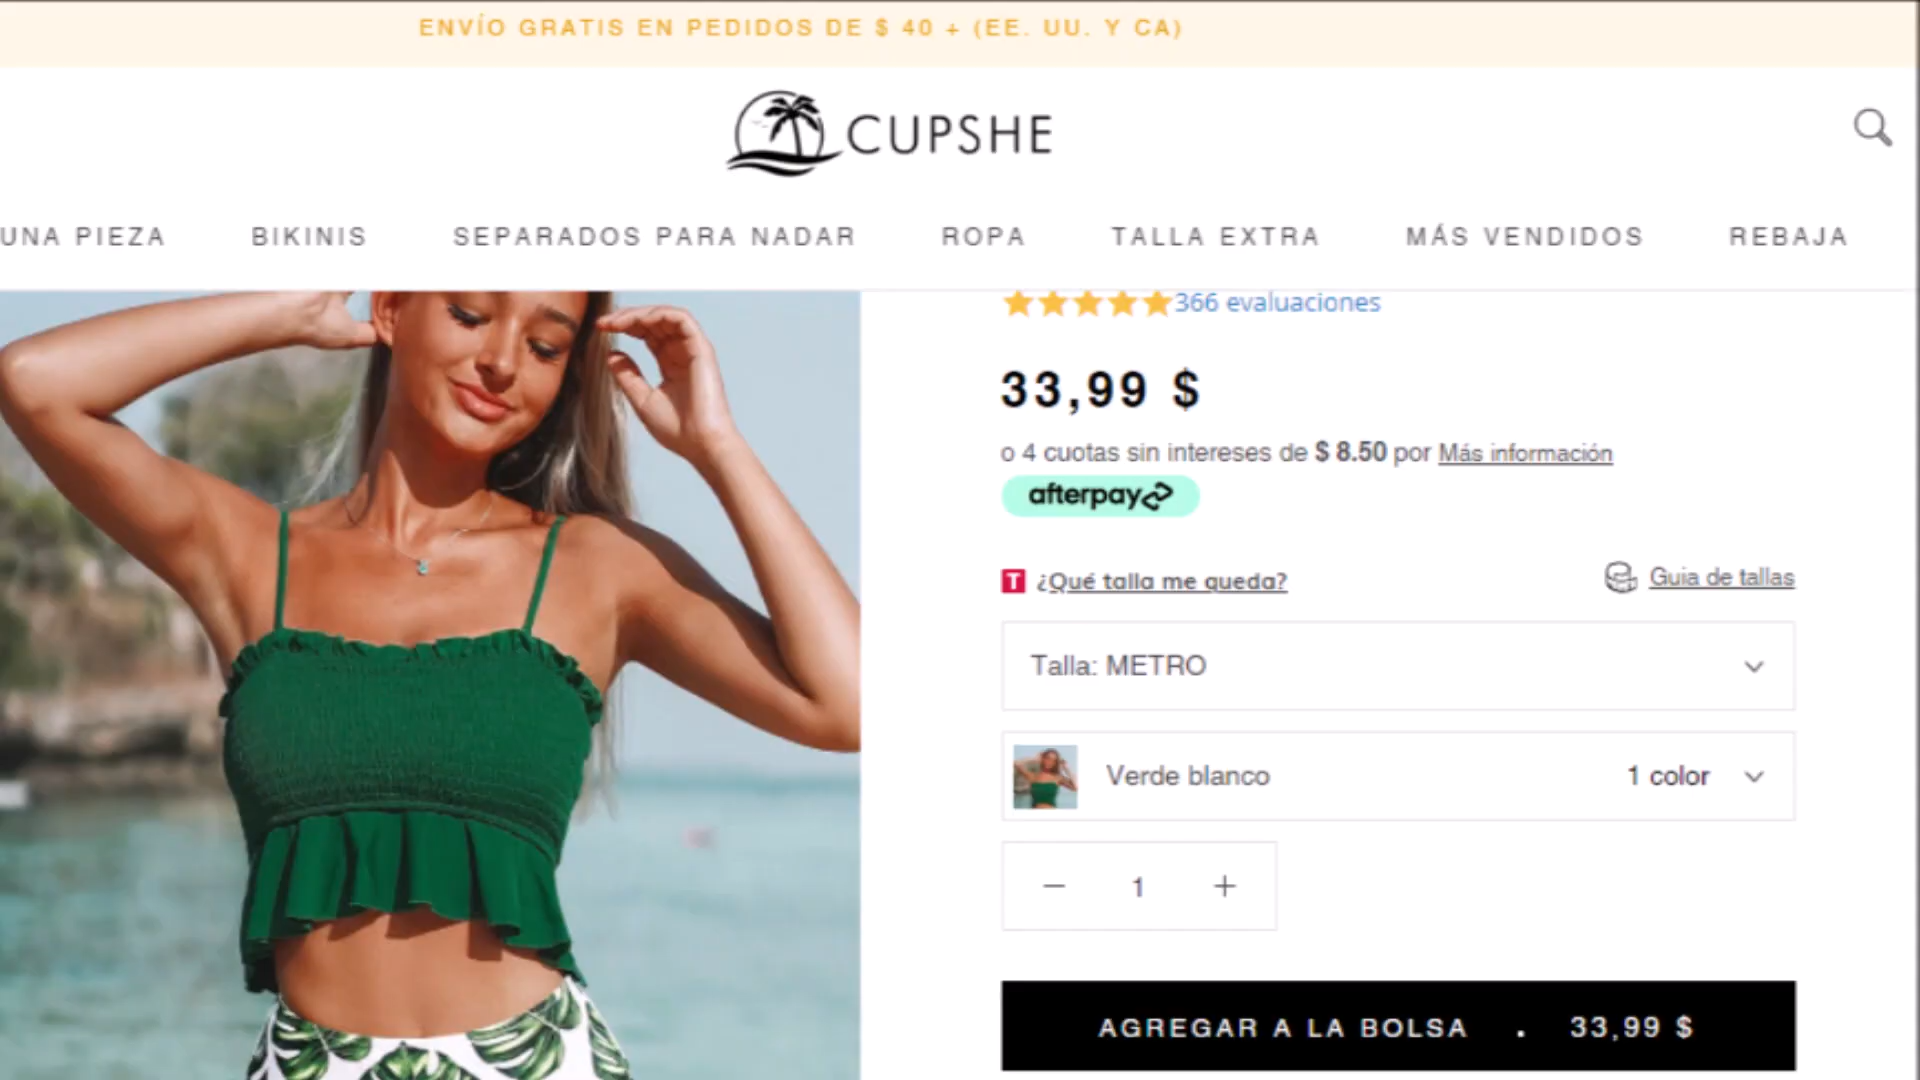 ENVÍO GRATIS EN PEDIDOS DE $ 40 + (EE. UU. Y CA)
CUPSHE
UNA PIEZA BIKINIS SEPARADOS PARA NADAR ROPA TALLA EXTRA MÁS VENDIDOS REBAJA
366 evaluaciones
33,99 $
o 4 cuotas sin intereses de $ 8.50 por Más información
afterpay
T ¿Qué talla me queda? Guia de tallas
Talla: METRO
Verde blanco 1 color
— 1 +
AGREGAR A LA BOLSA . 33,99 $